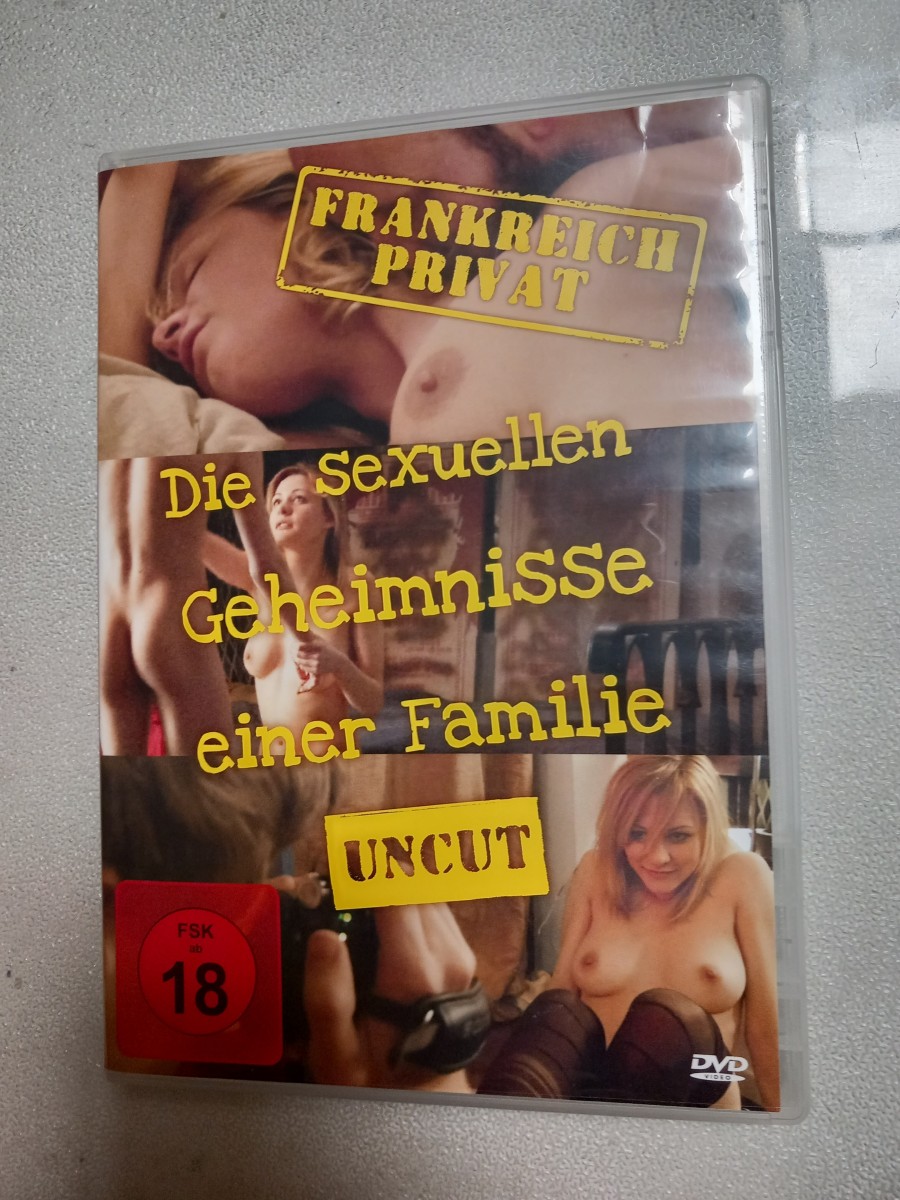 FRANKREICH
PRIVAT
Die sexuellen
Geheimnisse
einer Familie
UNCUT
FSK
ab
18
DVD
VIDEO